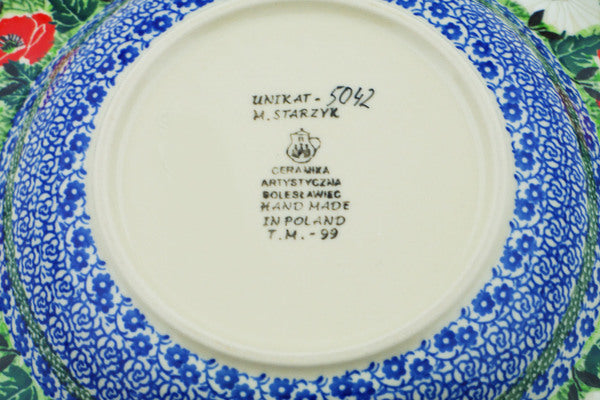 UNIKAT - 5042
M. STARZYK
CERAMIKA
ARTYSTYCZNA
BOLESŁAWIEC
HAND MADE
IN POLAND
T.M. - 99